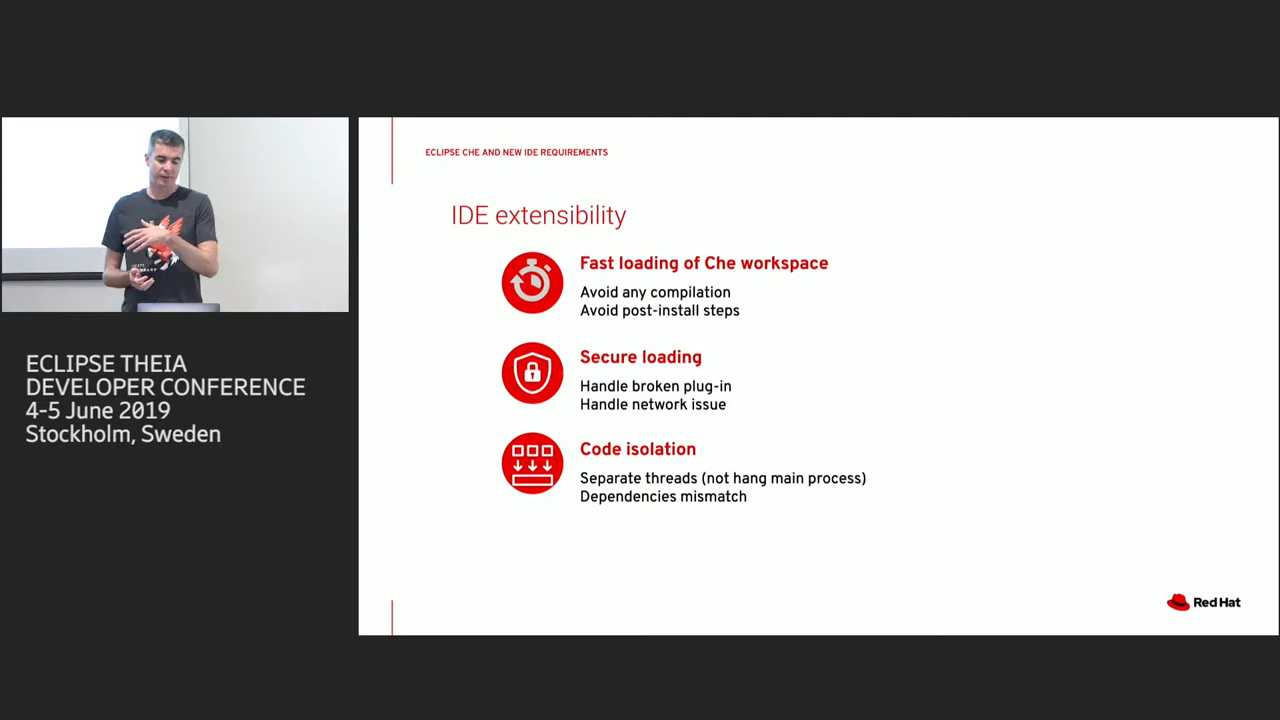 ECLIPSE THEIA
DEVELOPER CONFERENCE
4-5 June 2019
Stockholm, Sweden
ECLIPSE CHE AND NEW IDE REQUIREMENTS
IDE extensibility
Fast loading of Che workspace
Avoid any compilation
Avoid post-install steps
Secure loading
Handle broken plug-in
Handle network issue
Code isolation
Separate threads (not hang main process)
Dependencies mismatch
Red Hat